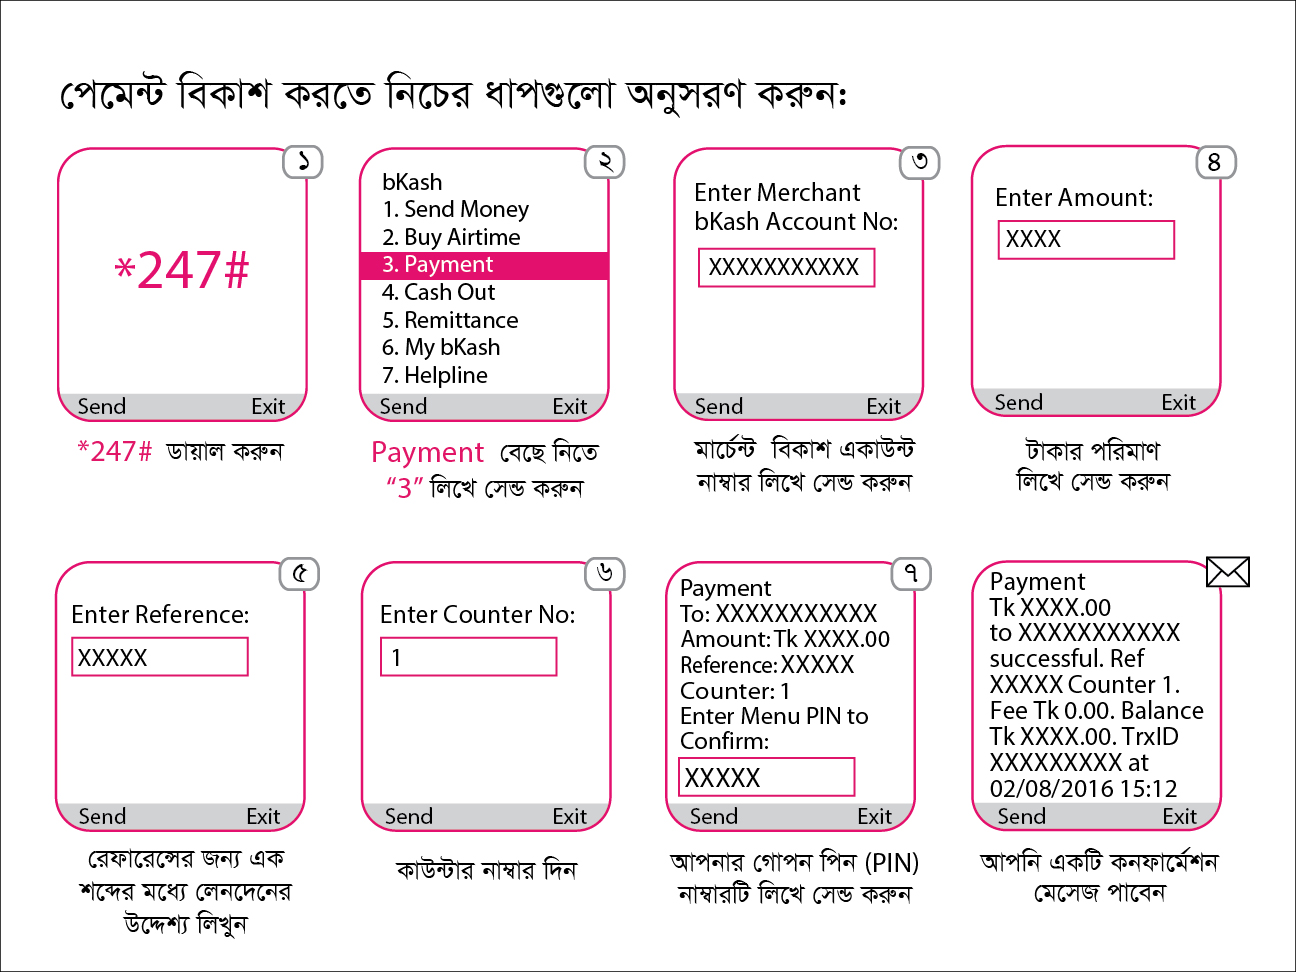 পেমেন্ট বিকাশ করতে নিচের ধাপগুলো অনুসরণ করুন:
১
*247#
Send Exit
*247# ডায়াল করুন
২
bKash
1. Send Money
2. Buy Airtime
3. Payment
4. Cash Out
5. Remittance
6. My bKash
7. Helpline
Send Exit
Payment বেছে নিতে
“3” লিখে সেন্ড করুন
৩
Enter Merchant
bKash Account No:
XXXXXXXXXXX
Send Exit
মার্চেন্ট বিকাশ একাউন্ট
নাম্বার লিখে সেন্ড করুন
৪
Enter Amount:
XXXX
Send Exit
টাকার পরিমাণ
লিখে সেন্ড করুন
৫
Enter Reference:
XXXXX
Send Exit
রেফারেন্সের জন্য এক
শব্দের মধ্যে লেনদেনের
উদ্দেশ্য লিখুন
৬
Enter Counter No:
1
Send Exit
কাউন্টার নাম্বার দিন
৭
Payment
To: XXXXXXXXXXX
Amount: Tk XXXX.00
Reference: XXXXX
Counter: 1
Enter Menu PIN to
Confirm:
XXXXX
Send Exit
আপনার গোপন পিন (PIN)
নাম্বারটি লিখে সেন্ড করুন
Payment
Tk XXXX.00
to XXXXXXXXXXX
successful. Ref
XXXXX Counter 1.
Fee Tk 0.00. Balance
Tk XXXX.00. TrxID
XXXXXXXXX at
02/08/2016 15:12
Send Exit
আপনি একটি কনফার্মেশন
মেসেজ পাবেন